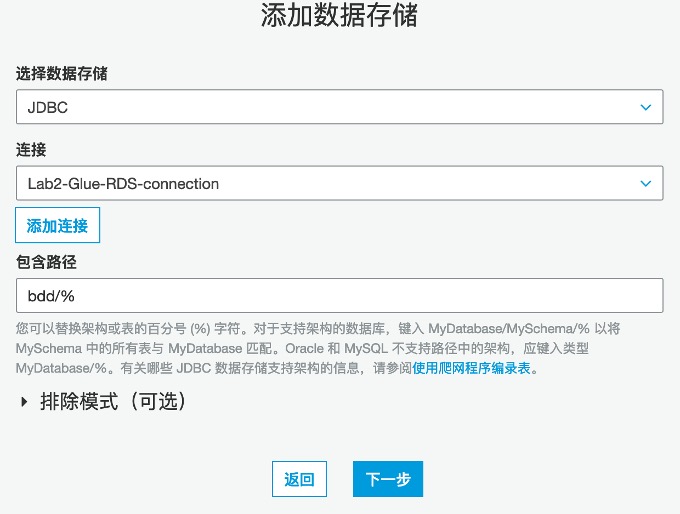 添加数据存储
选择数据存储
JDBC
连接
Lab2-Glue-RDS-connection
添加连接
包含路径
bdd/%
您可以替换架构或表的百分号 (%) 字符。对于支持架构的数据库，键入 MyDatabase/MySchema/% 以将
MySchema 中的所有表与 MyDatabase 匹配。Oracle 和 MySQL 不支持路径中的架构，应键入类型
MyDatabase/%。有关哪些 JDBC 数据存储支持架构的信息，请参阅使用爬网程序编录表。
排除模式（可选）
返回
下一步